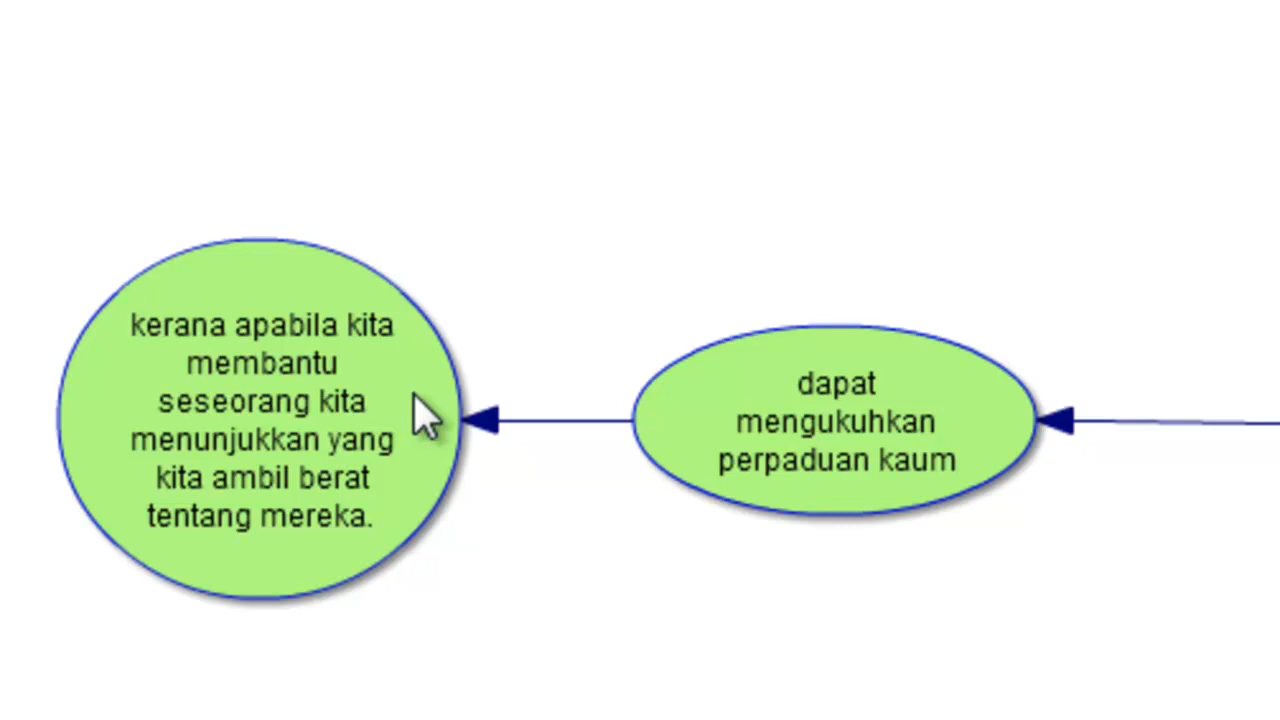 kerana apabila kita
membantu
seseorang kita
menunjukkan yang
kita ambil berat
tentang mereka.
dapat
mengukuhkan
perpaduan kaum